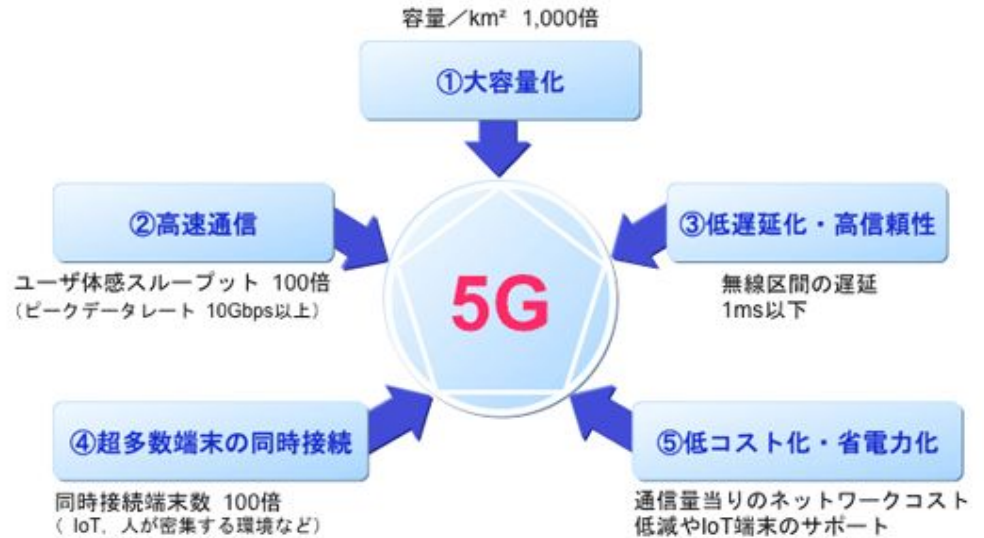 容量／km² 1,000倍
①大容量化
②高速通信
ユーザ体感スループット 100倍
（ピークデータレート 10Gbps以上）
③低遅延化・高信頼性
無線区間の遅延
1ms以下
5G
④超多数端末の同時接続
同時接続端末数 100倍
（ IoT，人が密集する環境など）
⑤低コスト化・省電力化
通信量当りのネットワークコスト
低減やIoT端末のサポート